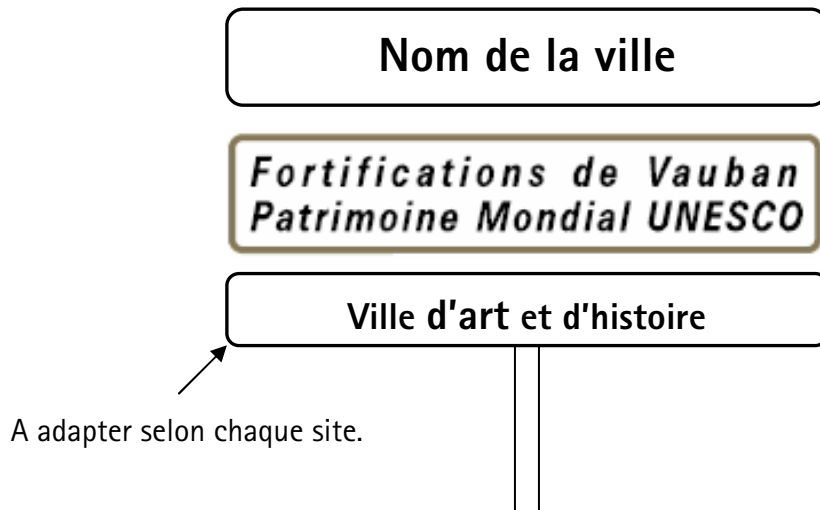 Nom de la ville
Fortifications de Vauban
Patrimoine Mondial UNESCO
Ville d'art et d'histoire
A adapter selon chaque site.